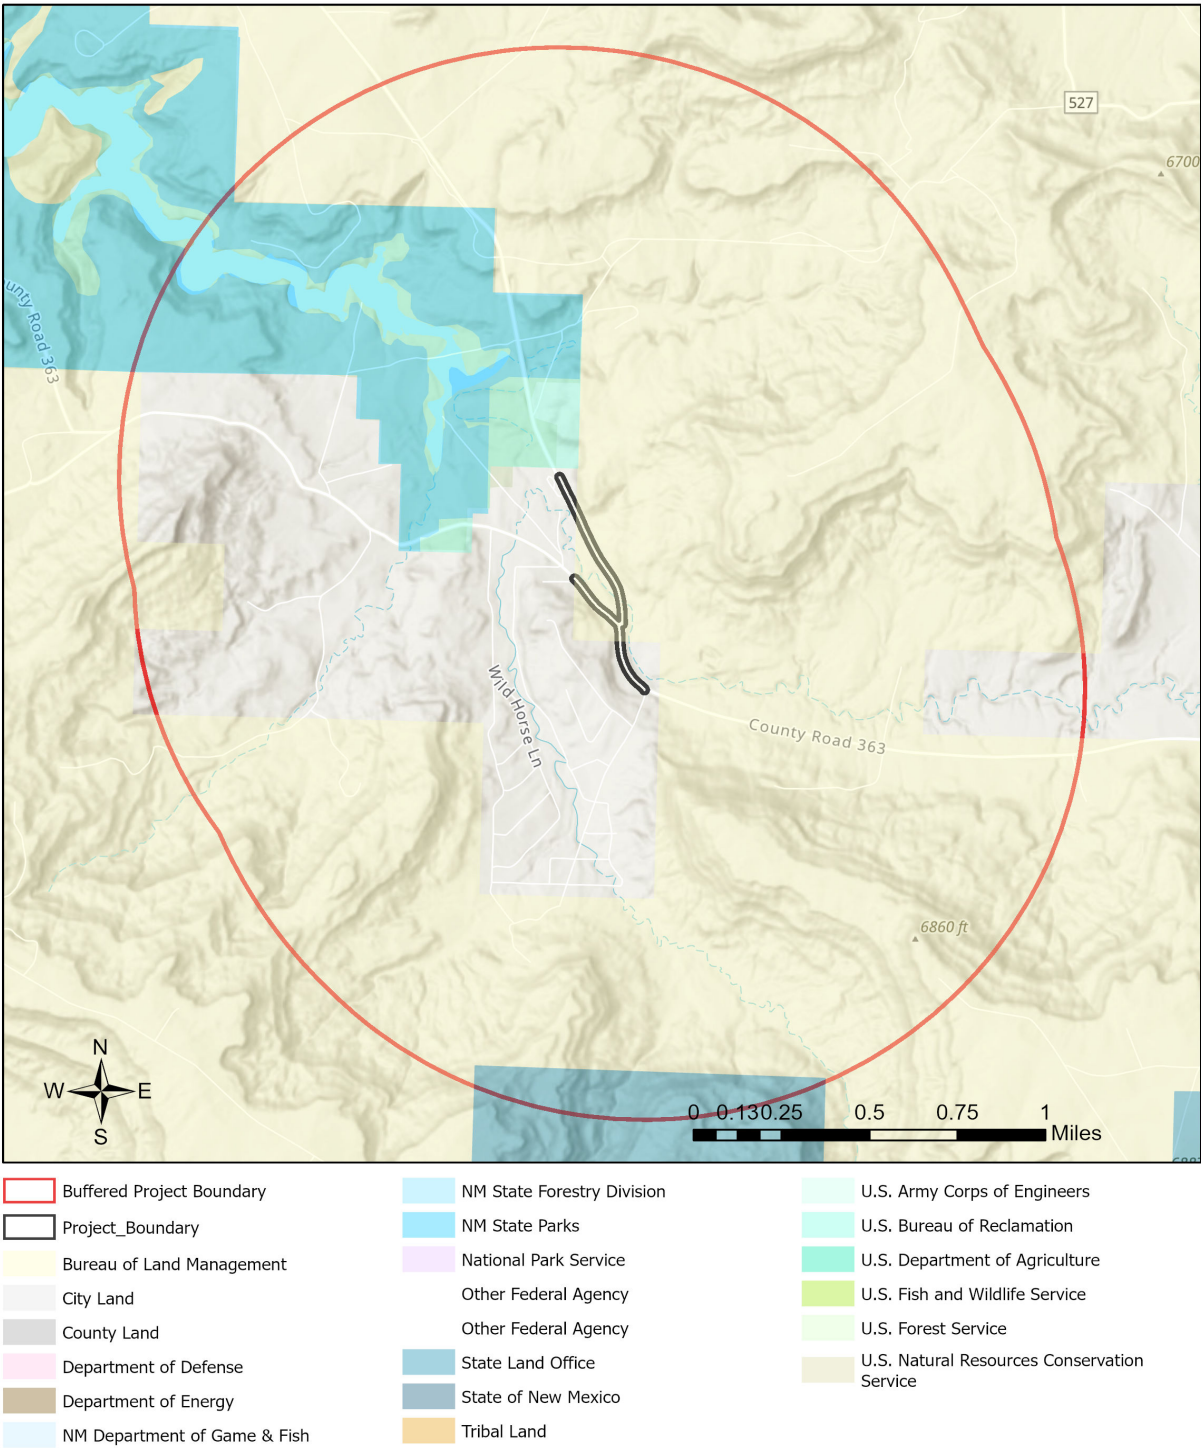 527
6700
unty Road 363
Wild Horse Ln
County Road 363
6860 ft
N
W E
S
0 0.13 0.25 0.5 0.75 1
Miles
Buffered Project Boundary
Project_Boundary
Bureau of Land Management
City Land
County Land
Department of Defense
Department of Energy
NM Department of Game & Fish
NM State Forestry Division
NM State Parks
National Park Service
Other Federal Agency
Other Federal Agency
State Land Office
State of New Mexico
Tribal Land
U.S. Army Corps of Engineers
U.S. Bureau of Reclamation
U.S. Department of Agriculture
U.S. Fish and Wildlife Service
U.S. Forest Service
U.S. Natural Resources Conservation
Service